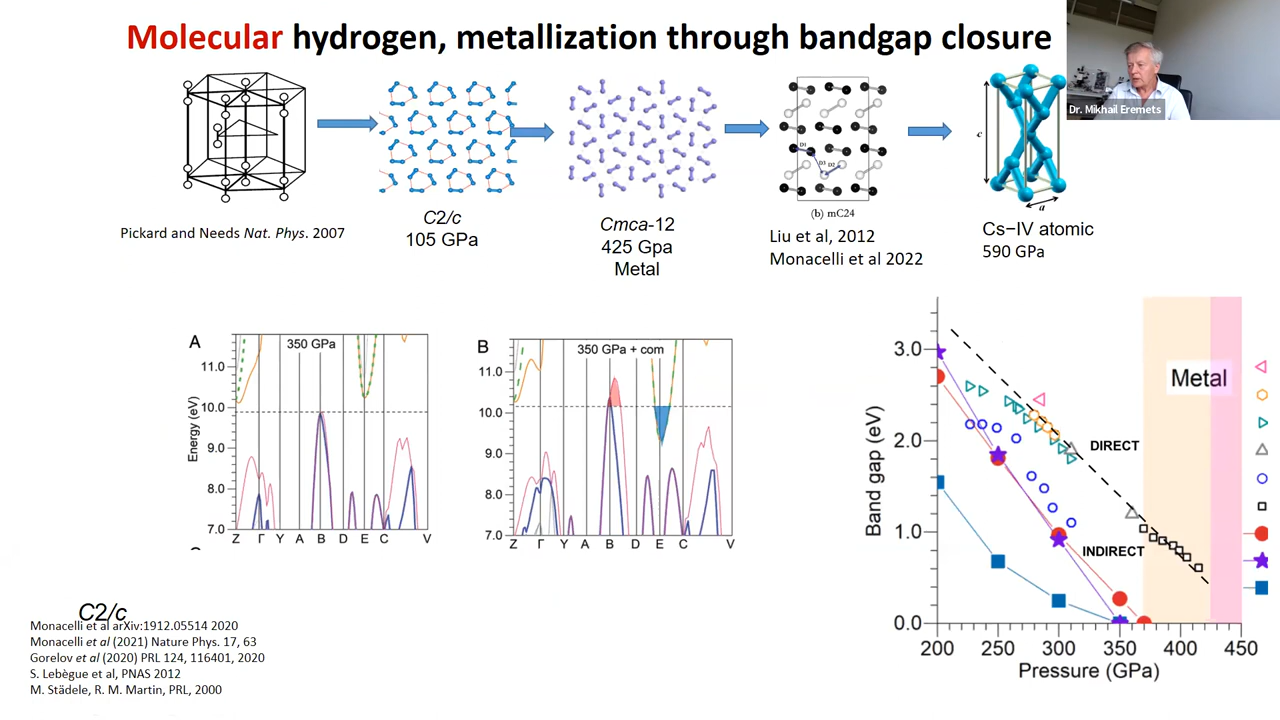 Molecular hydrogen, metallization through bandgap closure
Dr. Mikhail Eremets
Pickard and Needs Nat. Phys. 2007
C2/c
105 GPa
Cmca-12
425 Gpa
Metal
D1
D3
D2
(b) mC24
Liu et al, 2012
Monacelli et al 2022
c
a
Cs−IV atomic
590 GPa
A
350 GPa
11.0
10.0
9.0
8.0
7.0
Energy (eV)
Z Γ Y A B D E C V
B
350 GPa + com
11.0
10.0
9.0
8.0
7.0
Z Γ Y A B D E C V
3.0
2.0
1.0
0.0
Band gap (eV)
Metal
DIRECT
INDIRECT
200 250 300 350 400 450
Pressure (GPa)
C2/c
Monacelli et al arXiv:1912.05514 2020
Monacelli et al (2021) Nature Phys. 17, 63
Gorelov et al (2020) PRL 124, 116401, 2020
S. Lebègue et al, PNAS 2012
M. Städele, R. M. Martin, PRL, 2000